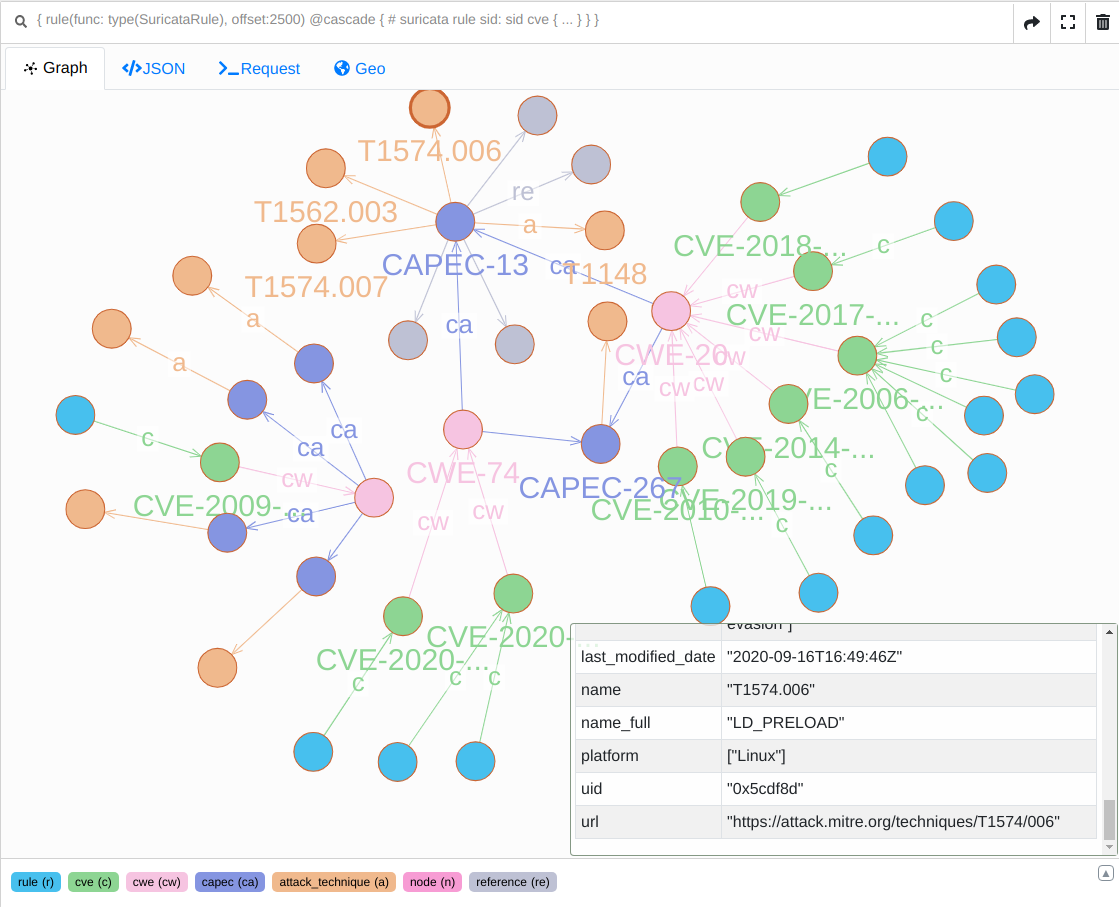 { rule(func: type(SuricataRule), offset:2500) @cascade { # suricata rule sid: sid cve { ... } } }
Graph
JSON
Request
Geo
T1574.006
re
T1562.003
a
CAPEC-13
ca
T1148
CVE-2018-...
c
T1574.007
cw
CVE-2017-...
c
a
ca
cw
c
CWE-20
cw
a
ca
c
cw
cw
CVE-2006-...
c
ca
c
ca
cw
CWE-74
CVE-2014-...
c
CAPEC-267
CVE-2009-...
ca
cw
cw
CVE-2010-...
CVE-2019-...
c
CVE-2020-...
CVE-2020-...
c
c
c
evasion"]
last_modified_date "2020-09-16T16:49:46Z"
name "T1574.006"
name_full "LD_PRELOAD"
platform ["Linux"]
uid "0x5cdf8d"
url "https://attack.mitre.org/techniques/T1574/006"
rule (r) cve (c) cwe (cw) capec (ca) attack_technique (a) node (n) reference (re)